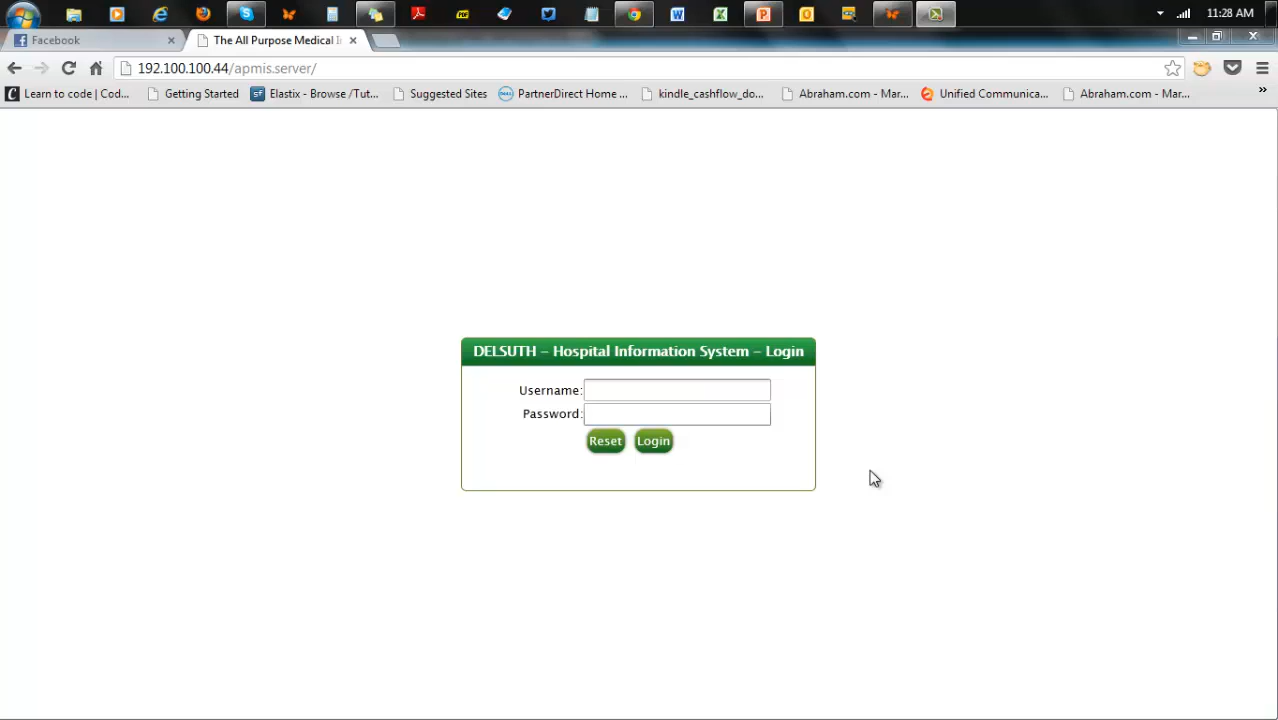 11:28 AM
Facebook
The All Purpose Medical I
192.100.100.44/apmis.server/
Learn to code | Cod...
Getting Started
Elastix - Browse /Tut...
Suggested Sites
PartnerDirect Home ...
kindle_cashflow_do...
Abraham.com - Mar...
Unified Communica...
Abraham.com - Mar...
»
DELSUTH – Hospital Information System – Login
Username:
Password:
Reset
Login